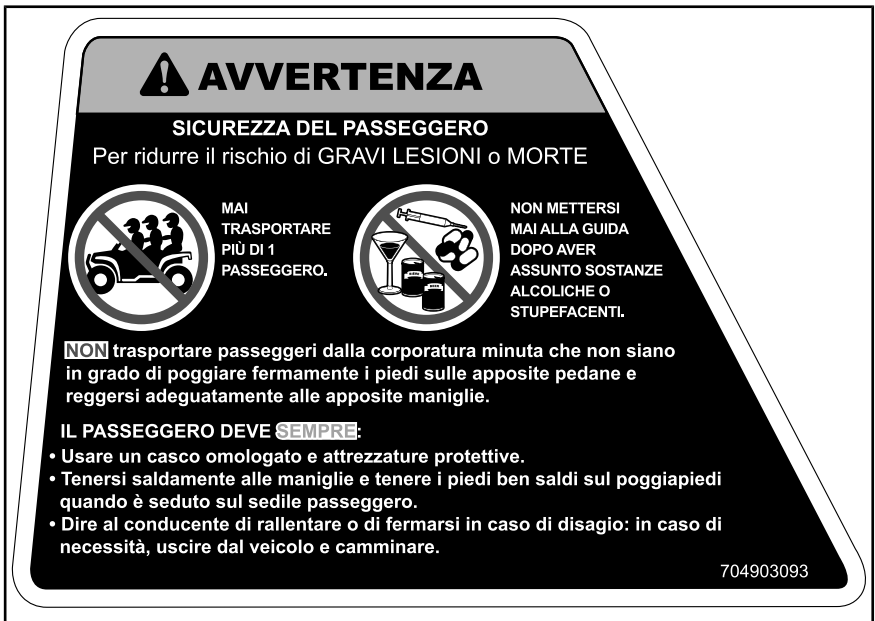 AVVERTENZA
SICUREZZA DEL PASSEGGERO
Per ridurre il rischio di GRAVI LESIONI o MORTE
MAI
TRASPORTARE
PIÙ DI 1
PASSEGGERO.
NON METTERSI
MAI ALLA GUIDA
DOPO AVER
ASSUNTO SOSTANZE
ALCOLICHE O
STUPEFACENTI.
NON trasportare passeggeri dalla corporatura minuta che non siano
in grado di poggiare fermamente i piedi sulle apposite pedane e
reggersi adeguatamente alle apposite maniglie.
IL PASSEGGERO DEVE SEMPRE:
• Usare un casco omologato e attrezzature protettive.
• Tenersi saldamente alle maniglie e tenere i piedi ben saldi sul poggiapiedi
quando è seduto sul sedile passeggero.
• Dire al conducente di rallentare o di fermarsi in caso di disagio: in caso di
necessità, uscire dal veicolo e camminare.
704903093